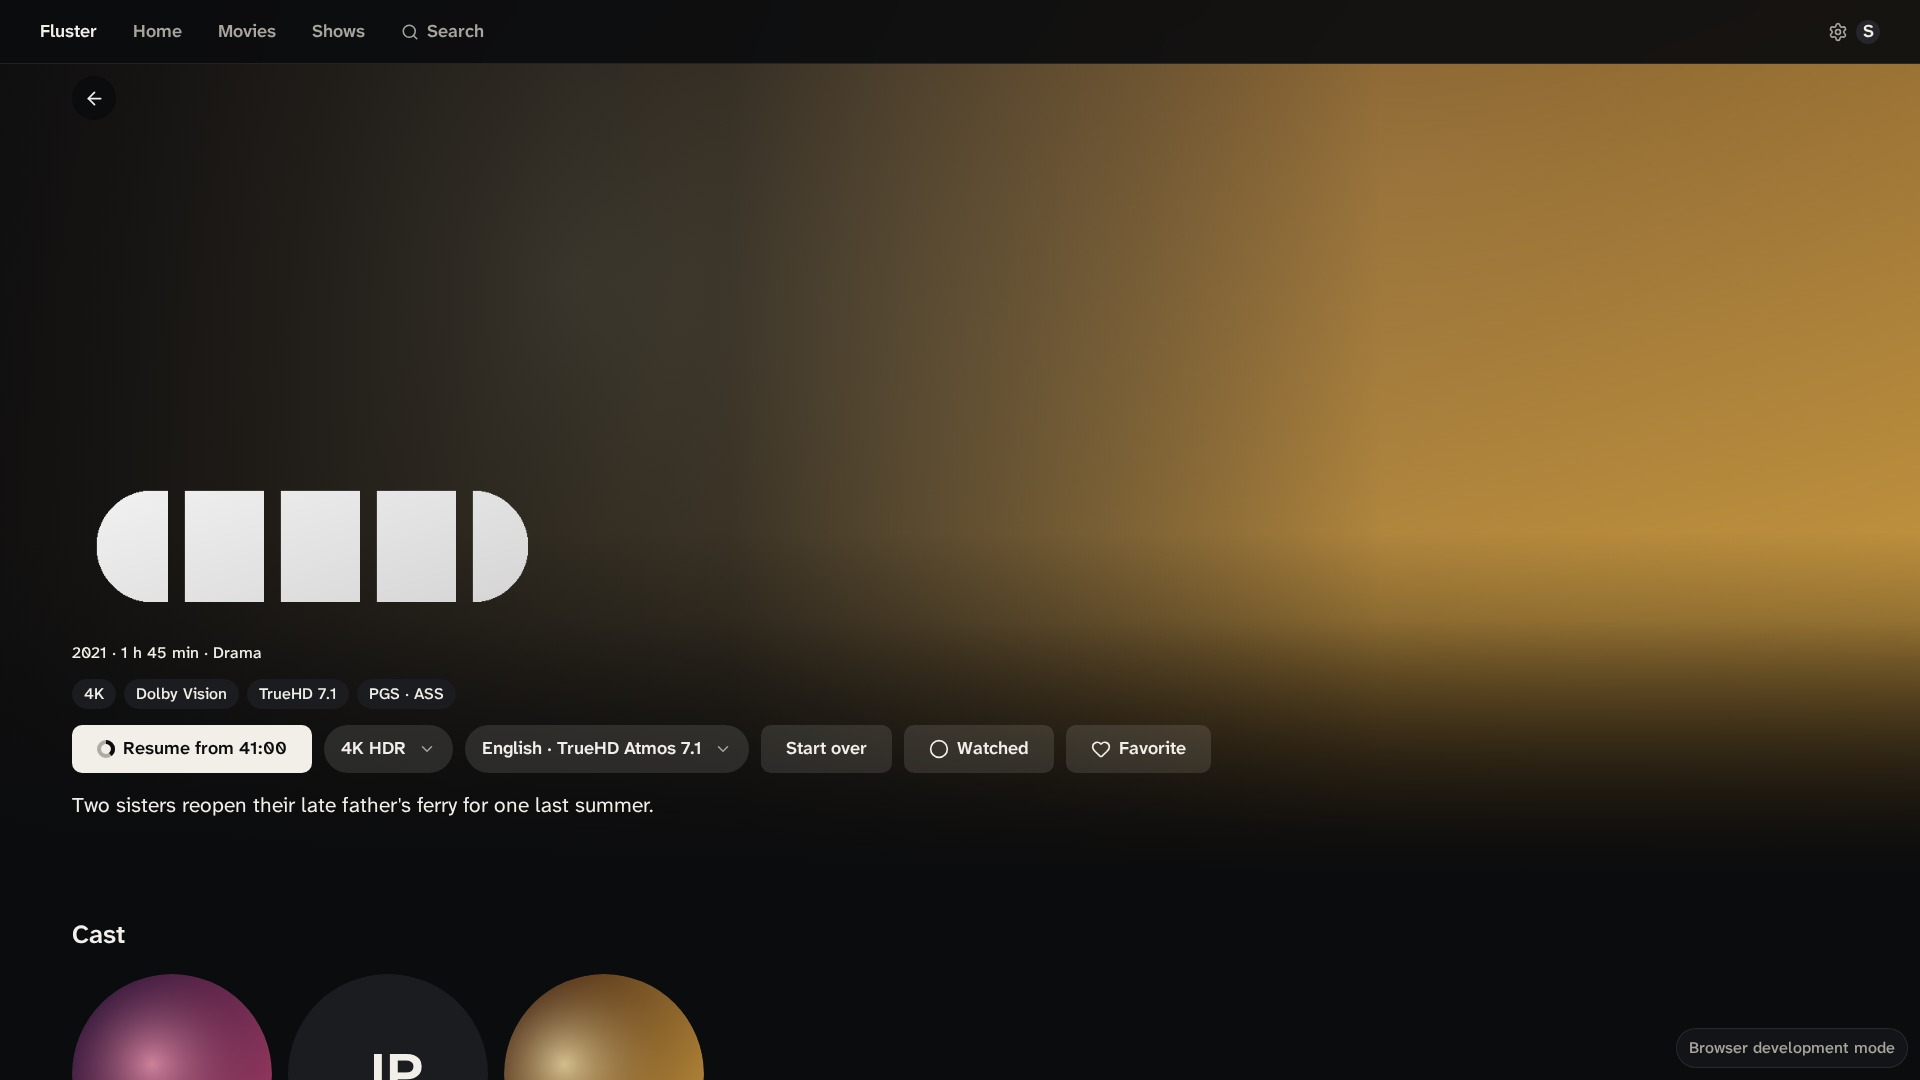 Fluster Home Movies Shows Search S
2021 · 1 h 45 min · Drama
4K Dolby Vision TrueHD 7.1 PGS · ASS
Resume from 41:00 4K HDR English · TrueHD Atmos 7.1 Start over Watched Favorite
Two sisters reopen their late father's ferry for one last summer.
Cast
JP
Browser development mode